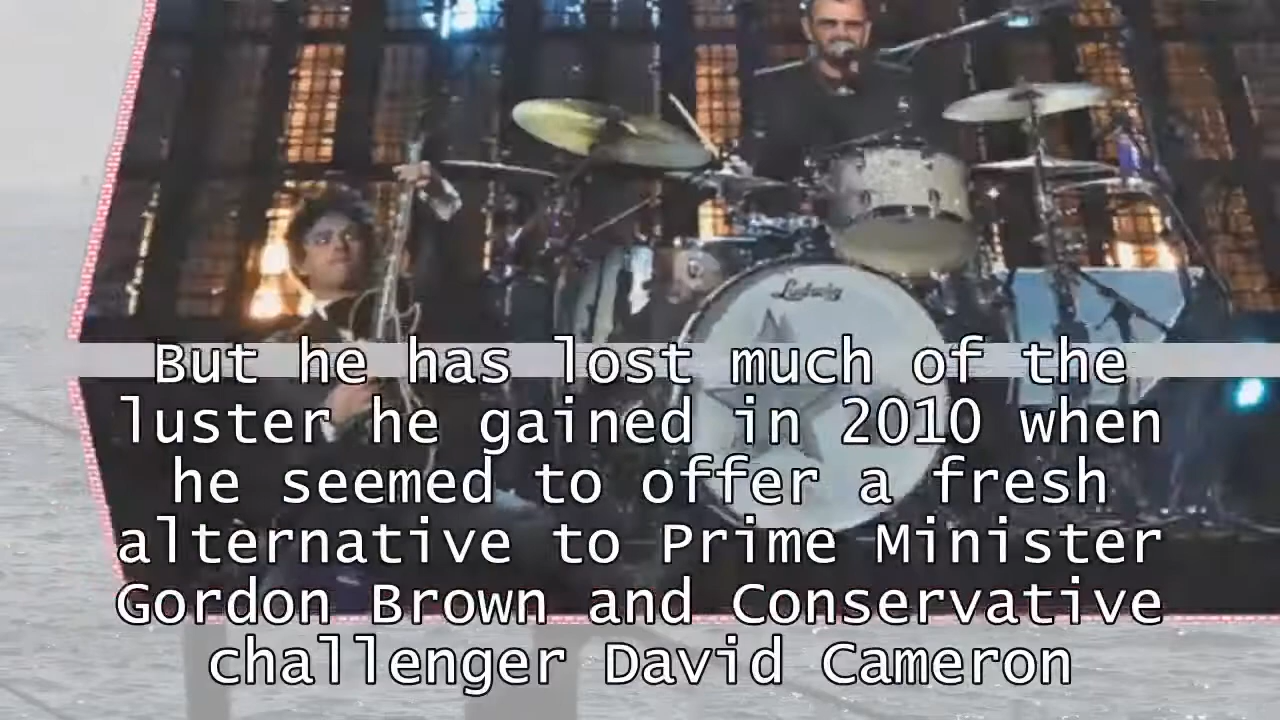 Ludwig
But he has lost much of the
luster he gained in 2010 when
he seemed to offer a fresh
alternative to Prime Minister
Gordon Brown and Conservative
challenger David Cameron